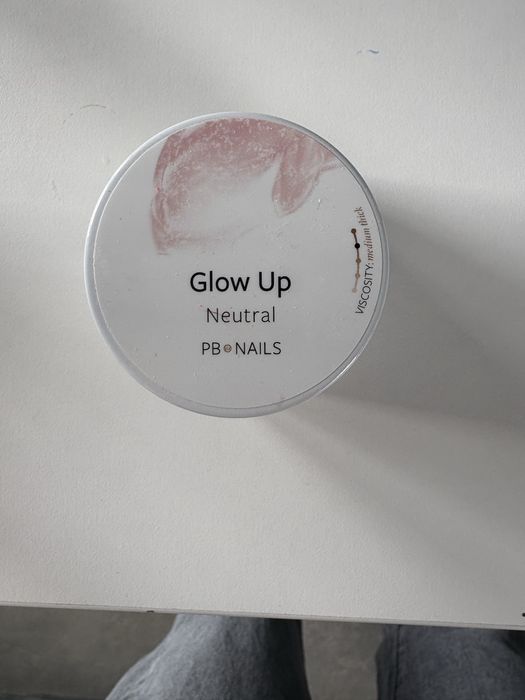 Glow Up
Neutral
PB NAILS
VISCOSITY: medium thick